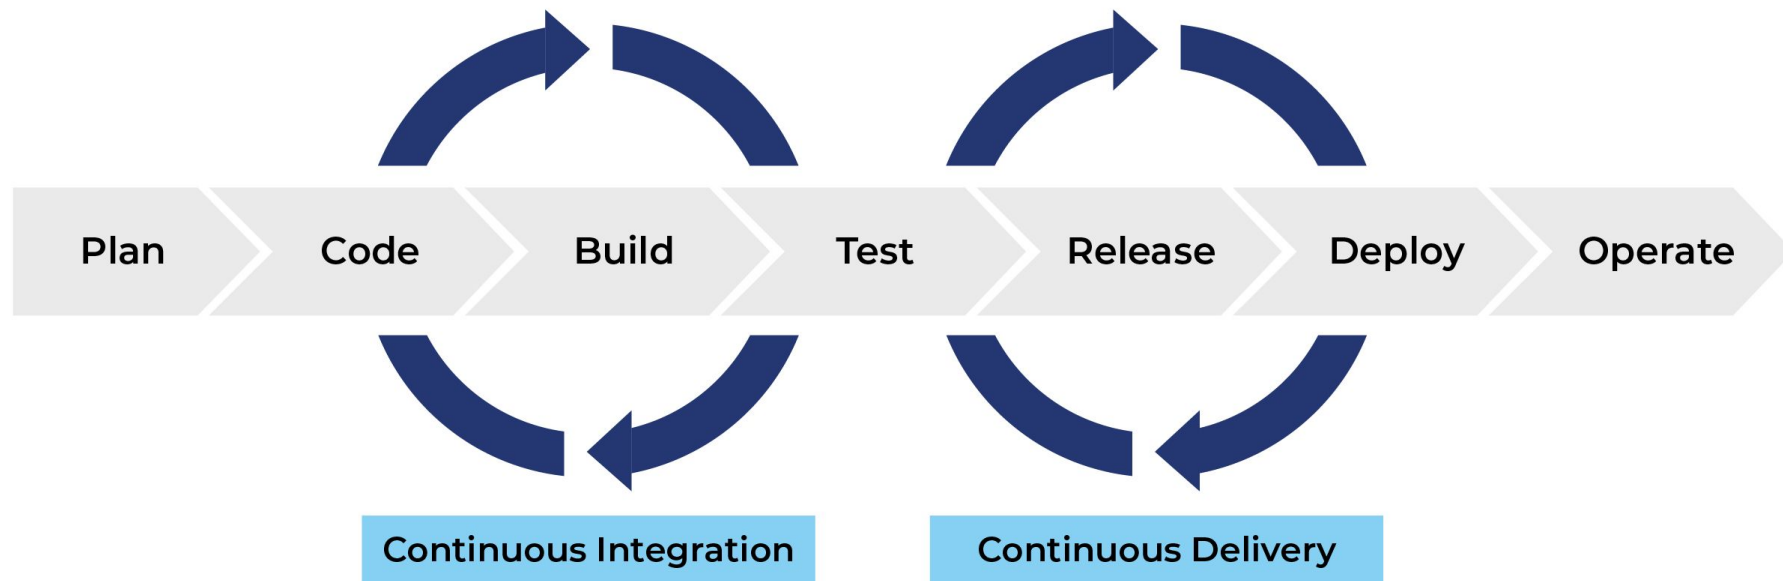 Plan
Code
Build
Test
Release
Deploy
Operate
Continuous Integration
Continuous Delivery